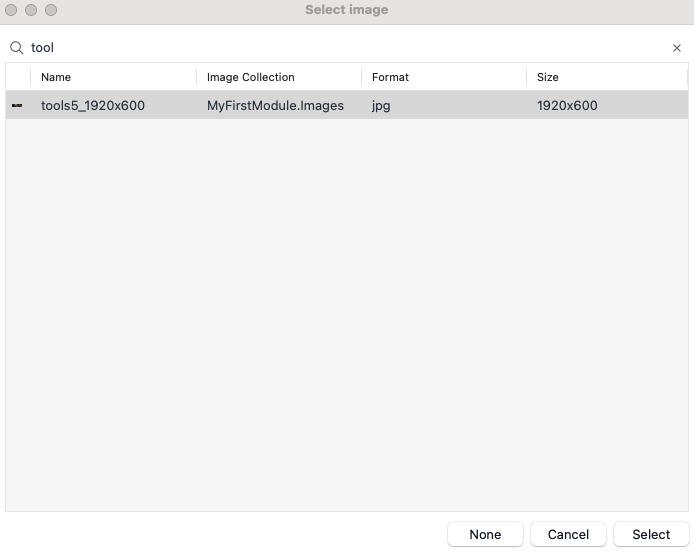 Select image
tool ×
Name Image Collection Format Size
tools5_1920x600 MyFirstModule.Images jpg 1920x600
None Cancel Select